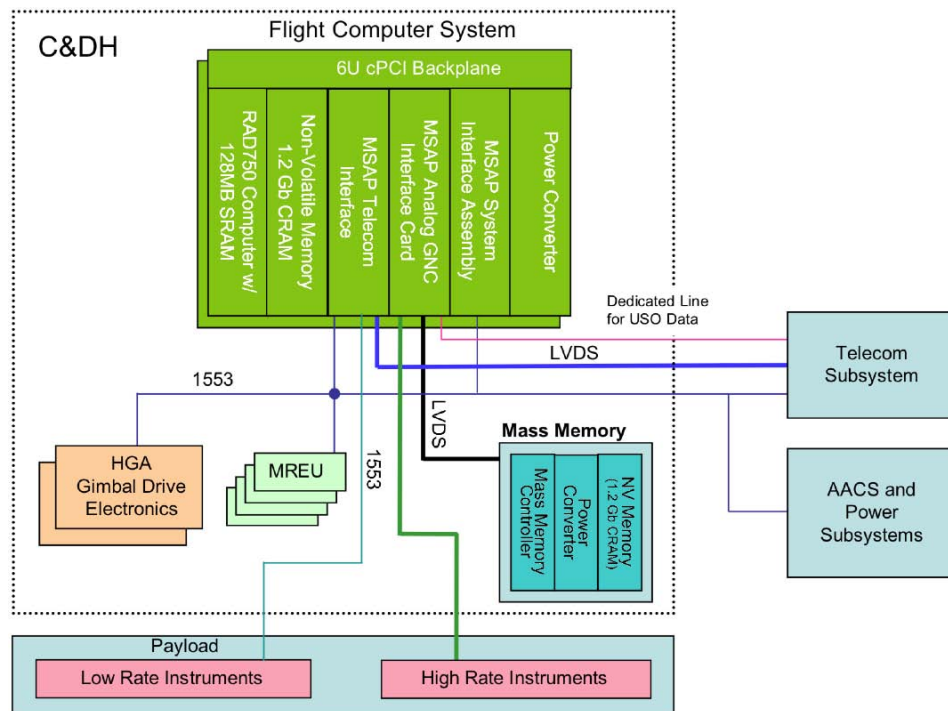 C&DH
Flight Computer System
6U cPCI Backplane
RAD750 Computer w/
128MB SRAM
Non-Volatile Memory
1.2 Gb CRAM
MSAP Telecom
Interface
MSAP Analog GNC
Interface Card
MSAP System
Interface Assembly
Power Converter
Dedicated Line
for USO Data
LVDS
Telecom
Subsystem
1553
LVDS
1553
HGA
Gimbal Drive
Electronics
MREU
Mass Memory
Mass Memory
Controller
Power
Converter
NV Memory
(1.2 Gb CRAM)
AACS and
Power
Subsystems
Payload
Low Rate Instruments
High Rate Instruments